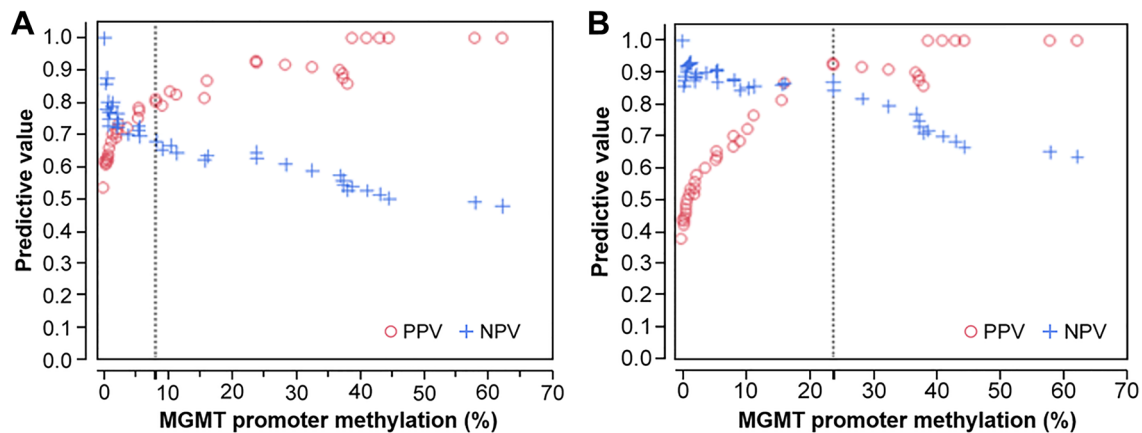 A
Predictive value
1.0
0.9
0.8
0.7
0.6
0.5
0.4
0.3
0.2
0.1
0.0
PPV NPV
0 10 20 30 40 50 60 70
MGMT promoter methylation (%)
B
Predictive value
1.0
0.9
0.8
0.7
0.6
0.5
0.4
0.3
0.2
0.1
0.0
PPV NPV
0 10 20 30 40 50 60 70
MGMT promoter methylation (%)